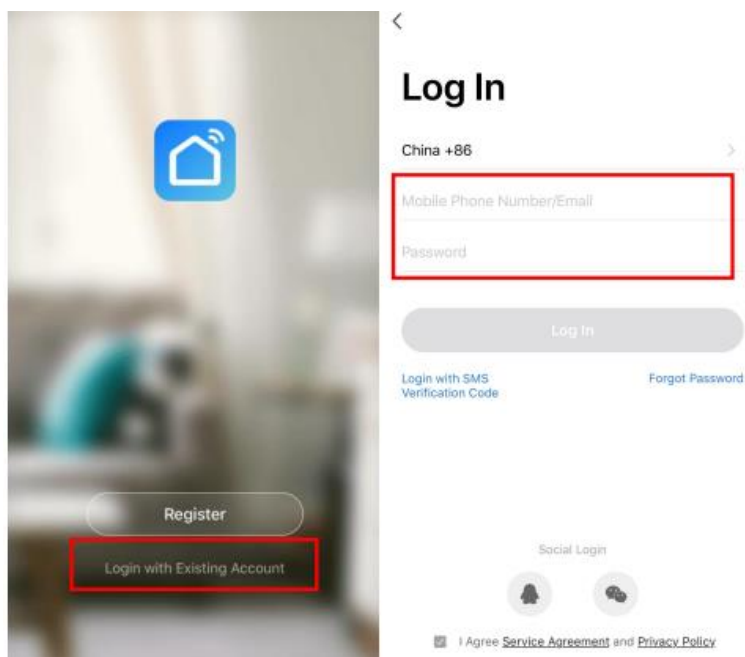 Register
Login with Existing Account
Log In
China +86
Mobile Phone Number/Email
Password
Log In
Login with SMS
Verification Code
Forgot Password
Social Login
I Agree Service Agreement and Privacy Policy